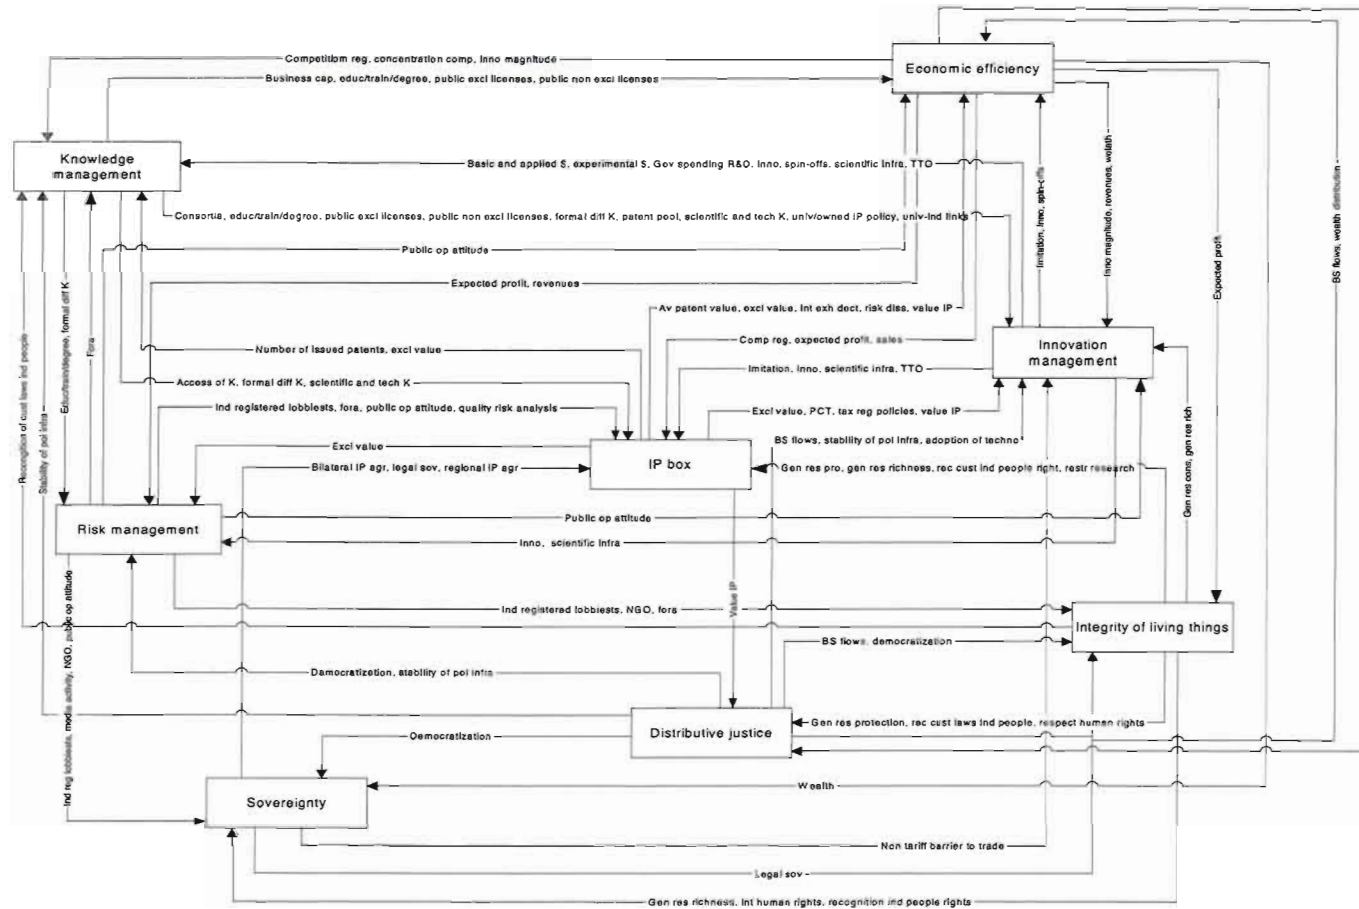 Competitiom reg, concentration comp, Inno magnitude
Economic efficiency
Business cap, educ/train/degree, public excl licenses, public non excl licenses
Knowledge
management
Basic and applied $, experimental $, Gov spending R&D, Inno, spin-offs, scientific infra, TTO
Consortia, educ/train/degree, public excl licenses, public non excl licenses, formal diff K, patent pool, scientific and tech K, univ/owned IP policy, univ-ind links
Public op attitude
Imitation, Inno, spin-offs
Inno magnitude, revenues, welath
Expected profit
BS flows, wealth distribution
Expected profit, revenues
Recongition of cust laws ind people
Stability of pol infra
Educ/train/degree, formal diff K
Fora
Av patent value, excl value, Int exh dect, risk diss, value IP
Comp reg, expected profit, sales
Innovation
management
Number of issued patents, excl value
Imitation, Inno, scientific infra, TTO
Access of K, formal diff K, scientific and tech K
Ind registered lobbiests, fora, public op attitude, quality risk analysis
Excl value, PCT, tax reg policies, value IP
Excl value
BS flows, stability of pol infra, adoption of techno
IP box
Bilateral IP agr, legal sov, regional IP agr
Gen res pro, gen res richness, rec cust ind people right, restr research
Gen res cons, gen res rich
Risk management
Public op attitude
Inno, scientific infra
Ind reg lobbiests, media activity, NGO, public op attitude
Value IP
Ind registered lobbiests, NGO, fors
Integrity of living things
BS flows, democratization
Damocratization, stability of pol infra
Gen res protection, rec cust laws ind people, respect human rights
Distributive justice
Democratization
Wealth
Sovereignty
Non tariff barrier to trade
Legal sov
Gen res richness, Int human rights, recognition ind people rights